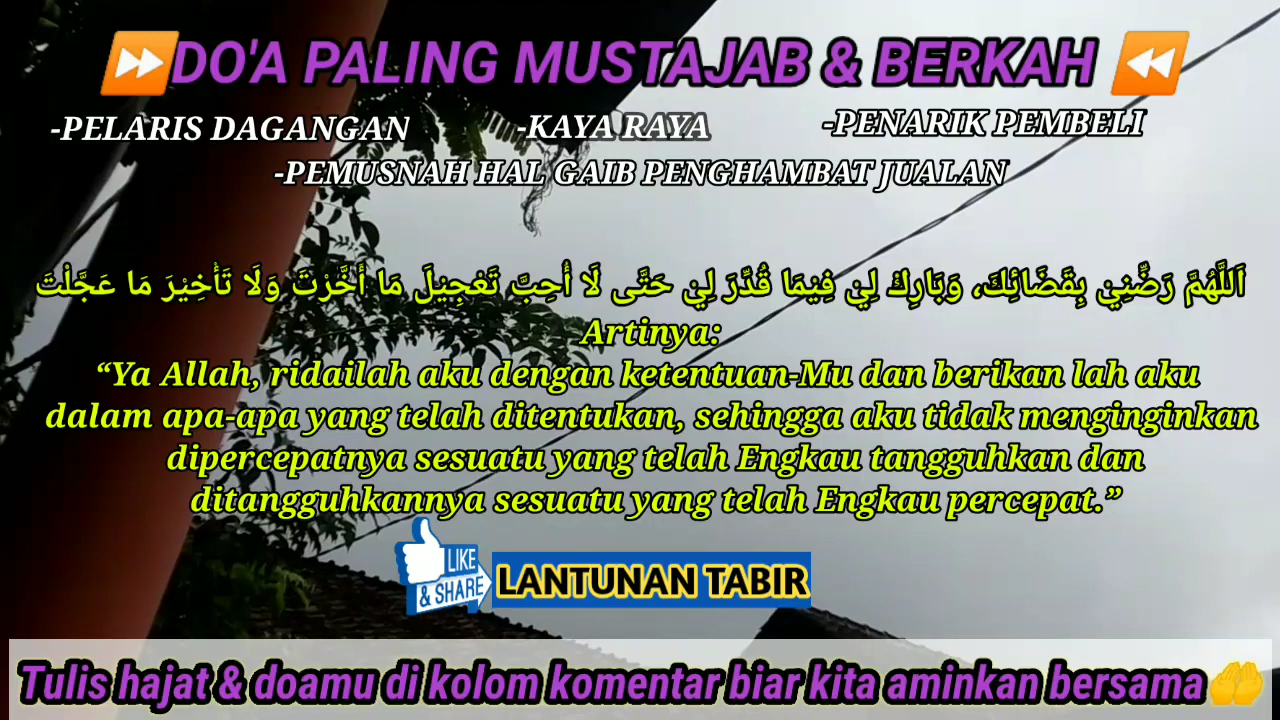 DO'A PALING MUSTAJAB & BERKAH
-PELARIS DAGANGAN -KAYA RAYA -PENARIK PEMBELI
-PEMUSNAH HAL GAIB PENGHAMBAT JUALAN
اَللَّهُمَّ رَضِّنِيْ بِقَضَائِكَ، وَبَارِكْ لِيْ فِيْمَا قُدِّرَ لِيْ حَتَّى لَا أُحِبَّ تَعْجِيْلَ مَا أَخَّرْتَ وَلَا تَأْخِيْرَ مَا عَجَّلْتَ
Artinya:
“Ya Allah, ridailah aku dengan ketentuan-Mu dan berikan lah aku
dalam apa-apa yang telah ditentukan, sehingga aku tidak menginginkan
dipercepatnya sesuatu yang telah Engkau tangguhkan dan
ditangguhkannya sesuatu yang telah Engkau percepat.”
LIKE
& SHARE
LANTUNAN TABIR
Tulis hajat & doamu di kolom komentar biar kita aminkan bersama